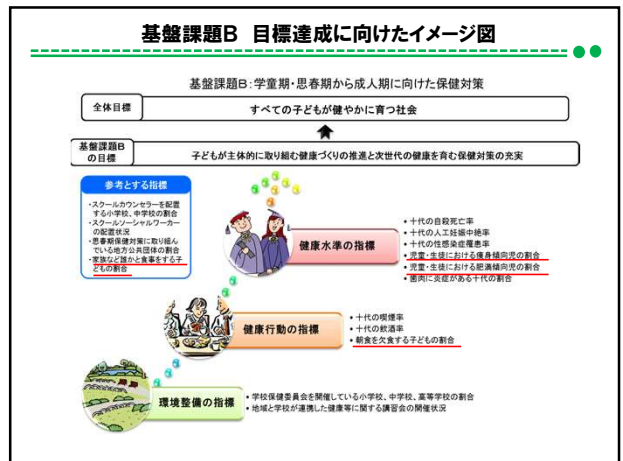 基盤課題B 目標達成に向けたイメージ図
基盤課題B:学童期・思春期から成人期に向けた保健対策
全体目標
すべての子どもが健やかに育つ社会
基盤課題B
の目標
子どもが主体的に取り組む健康づくりの推進と次世代の健康を育む保健対策の充実
参考とする指標
・スクールカウンセラーを配置
する小学校、中学校の割合
・スクールソーシャルワーカー
の配置状況
・思春期保健対策に取り組ん
でいる地方公共団体の割合
・家族など誰かと食事をする子
どもの割合
健康水準の指標
• 十代の自殺死亡率
• 十代の人工妊娠中絶率
• 十代の性感染症罹患率
• 児童・生徒における痩身傾向児の割合
• 児童・生徒における肥満傾向児の割合
• 歯肉に炎症がある十代の割合
健康行動の指標
• 十代の喫煙率
• 十代の飲酒率
• 朝食を欠食する子どもの割合
環境整備の指標
・学校保健委員会を開催している小学校、中学校、高等学校の割合
・地域と学校が連携した健康等に関する講習会の開催状況